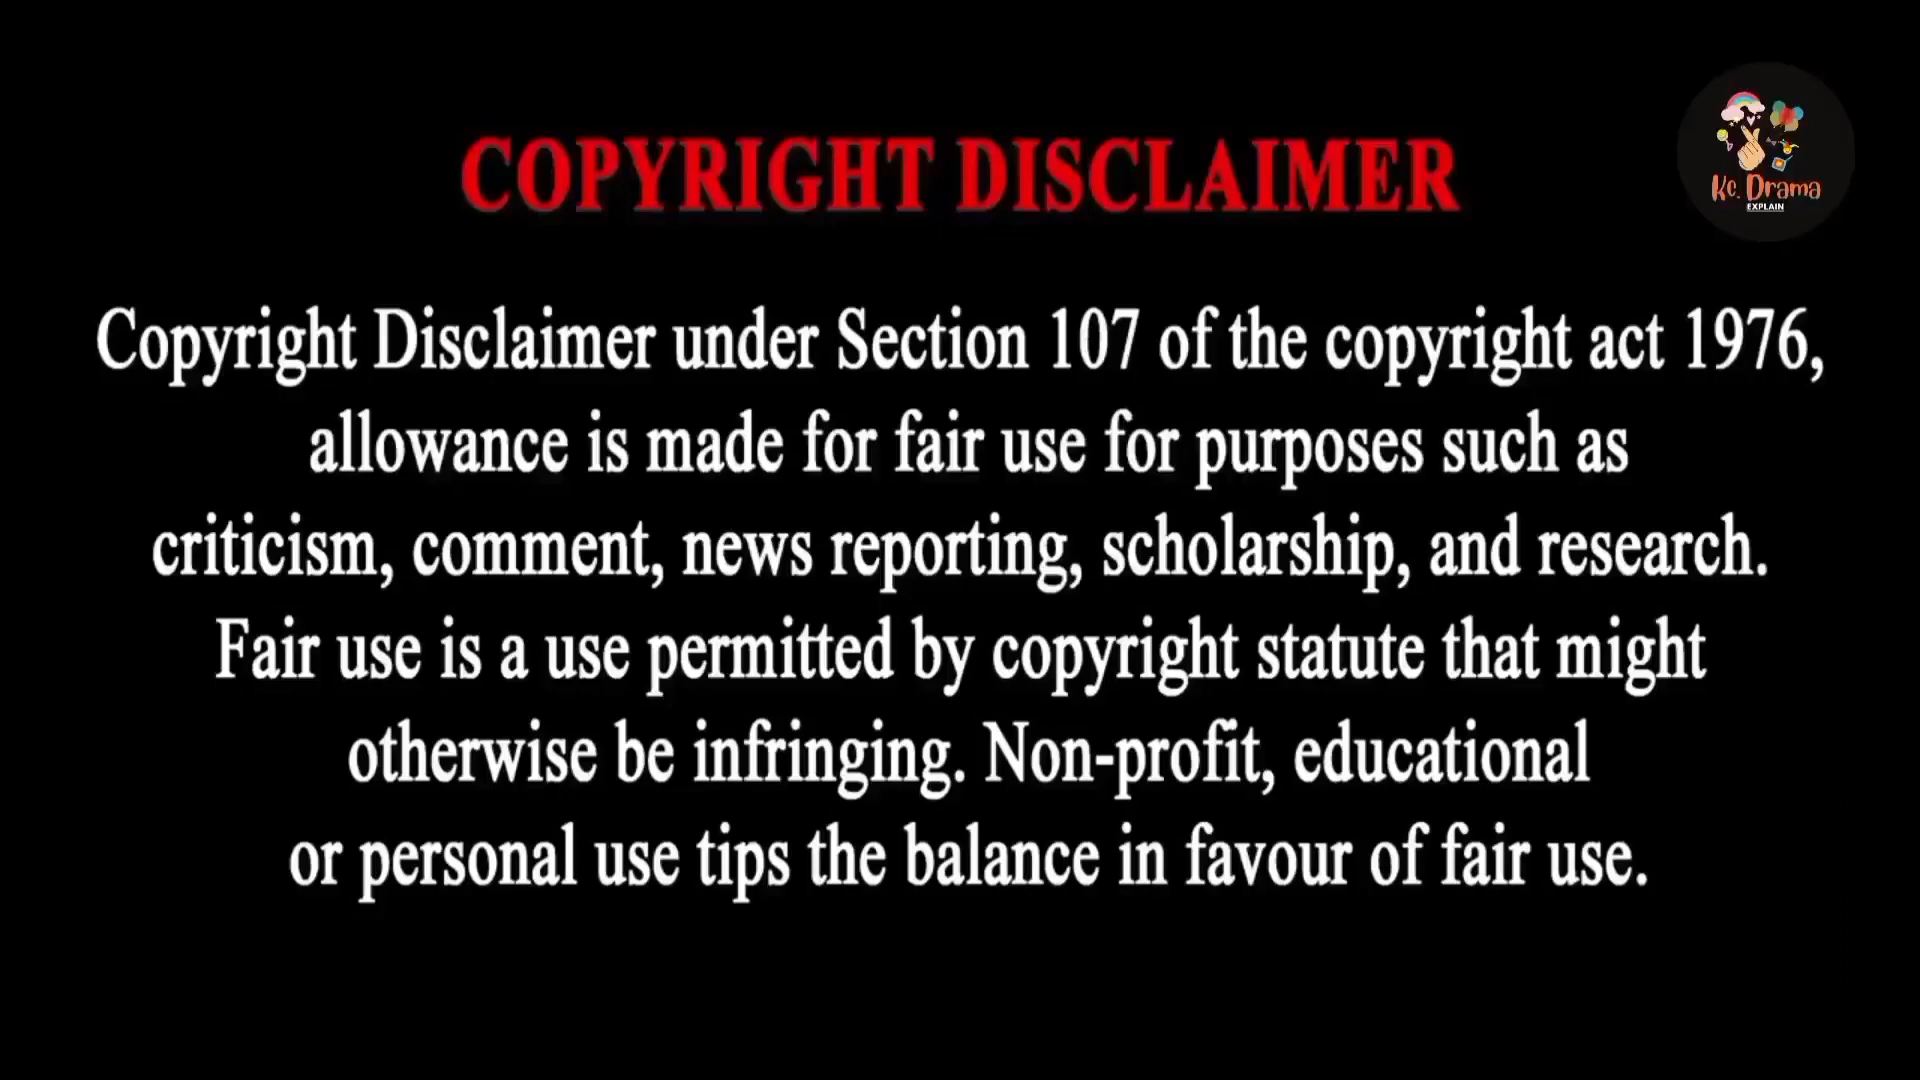 COPYRIGHT DISCLAIMER
Kc. Drama
EXPLAIN
Copyright Disclaimer under Section 107 of the copyright act 1976,
allowance is made for fair use for purposes such as
criticism, comment, news reporting, scholarship, and research.
Fair use is a use permitted by copyright statute that might
otherwise be infringing. Non-profit, educational
or personal use tips the balance in favour of fair use.